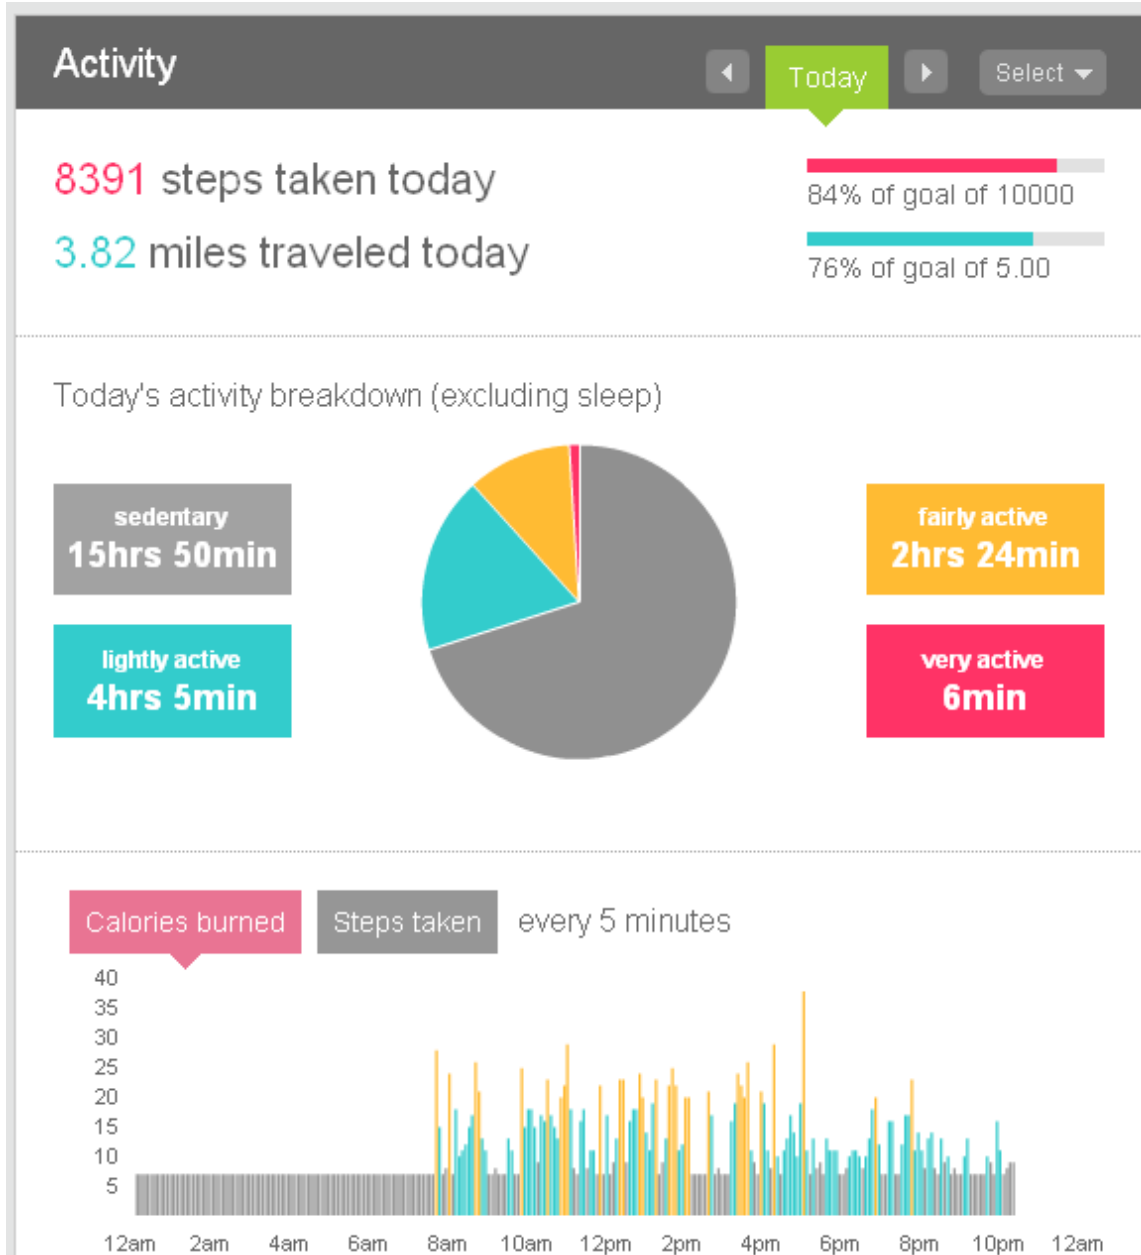 Activity
Today
Select
8391 steps taken today
84% of goal of 10000
3.82 miles traveled today
76% of goal of 5.00
Today's activity breakdown (excluding sleep)
sedentary
15hrs 50min
lightly active
4hrs 5min
fairly active
2hrs 24min
very active
6min
Calories burned
Steps taken
every 5 minutes
40
35
30
25
20
15
10
5
12am 2am 4am 6am 8am 10am 12pm 2pm 4pm 6pm 8pm 10pm 12am